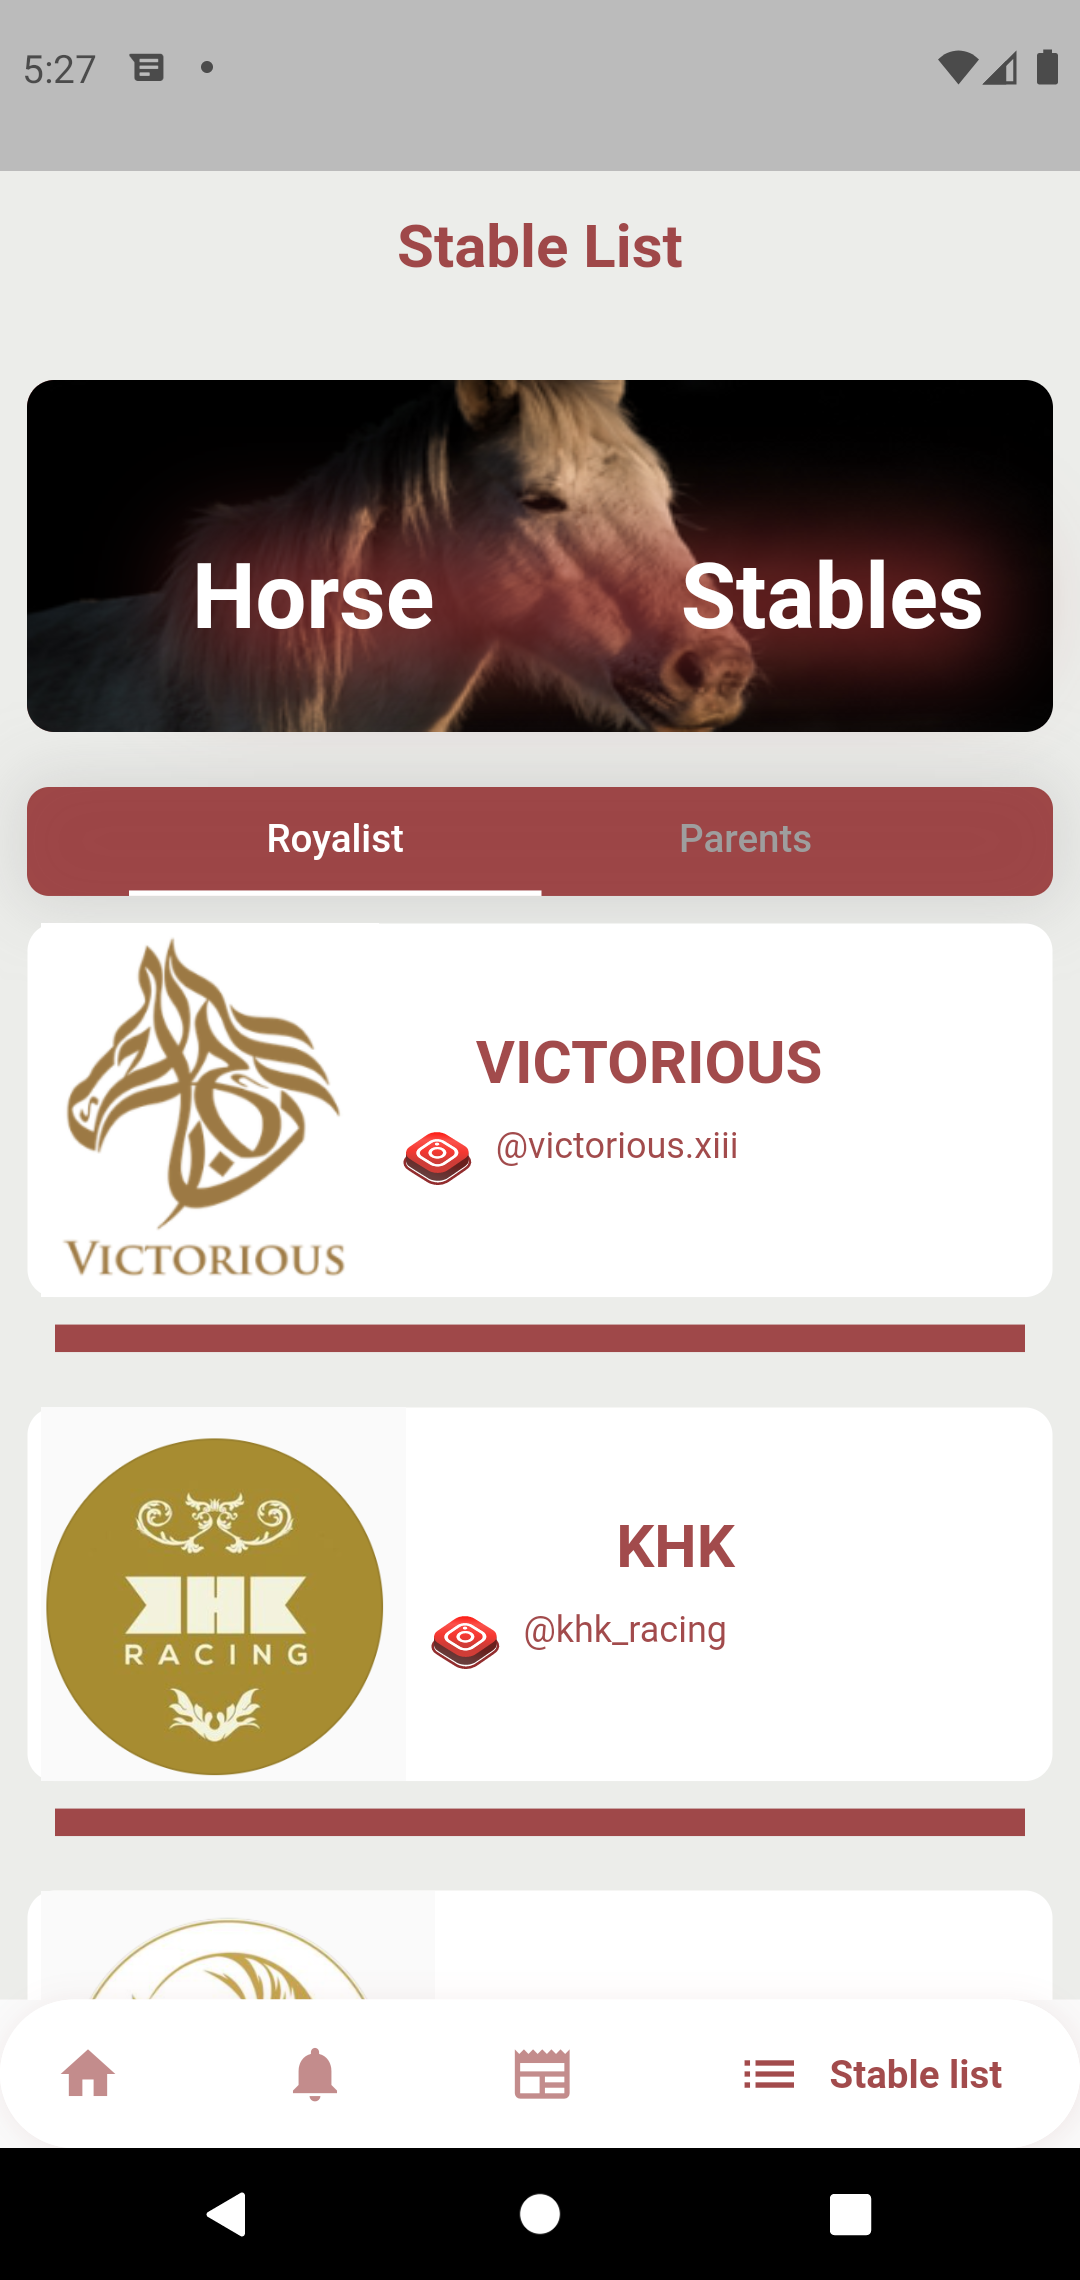 5:27
Stable List
Horse Stables
Royalist Parents
VICTORIOUS
@victorious.xiii
VICTORIOUS
KHK
@khk_racing
KHK
RACING
Stable list